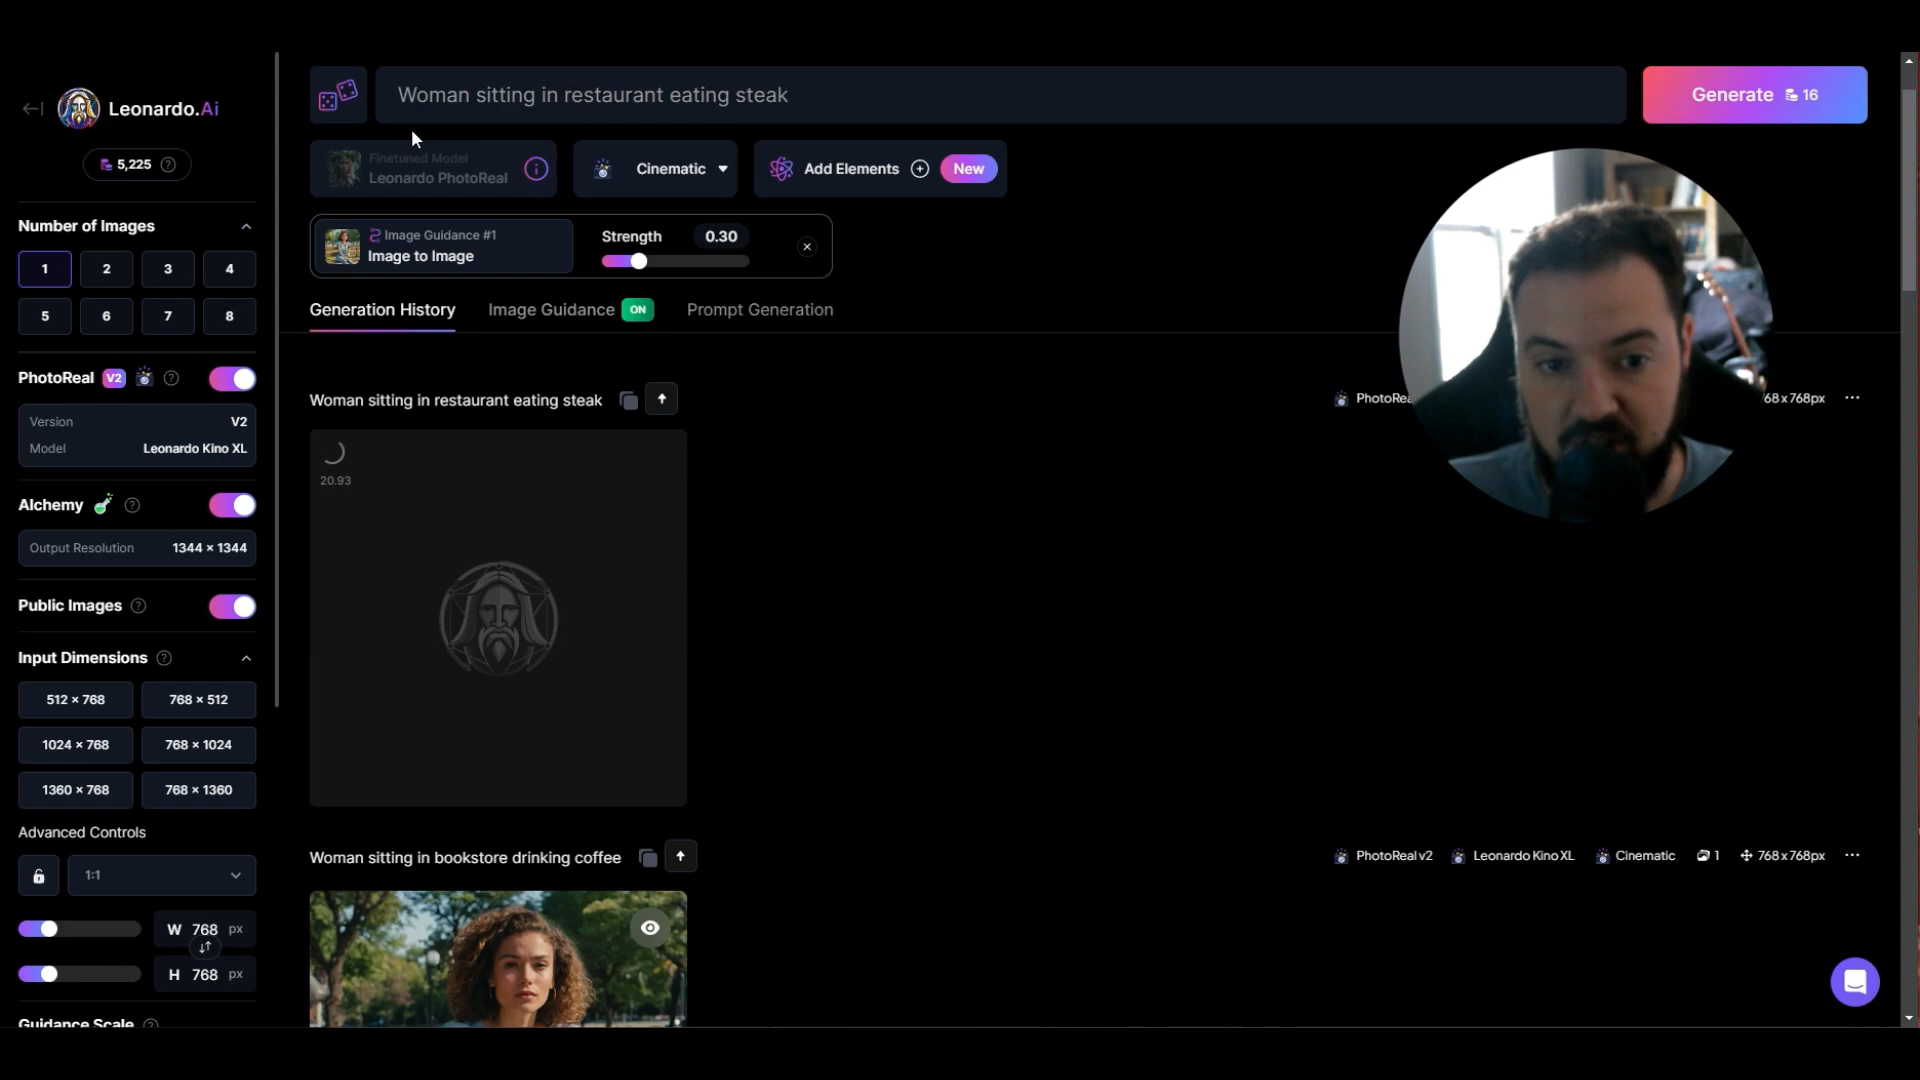 Leonardo.Ai
5,225
Number of Images
1 2 3 4
5 6 7 8
PhotoReal V2
Version V2
Model Leonardo Kino XL
Alchemy
Output Resolution 1344 × 1344
Public Images
Input Dimensions
512 × 768 768 × 512
1024 × 768 768 × 1024
1360 × 768 768 × 1360
Advanced Controls
1:1
W 768 px
H 768 px
Guidance Scale
Woman sitting in restaurant eating steak
Generate 16
Finetuned Model
Leonardo PhotoReal
Cinematic
Add Elements New
Image Guidance #1
Image to Image
Strength 0.30
Generation History Image Guidance ON Prompt Generation
Woman sitting in restaurant eating steak
PhotoRea 68 x 768px
20.93
Woman sitting in bookstore drinking coffee
PhotoReal v2 Leonardo Kino XL Cinematic 1 768 x 768px